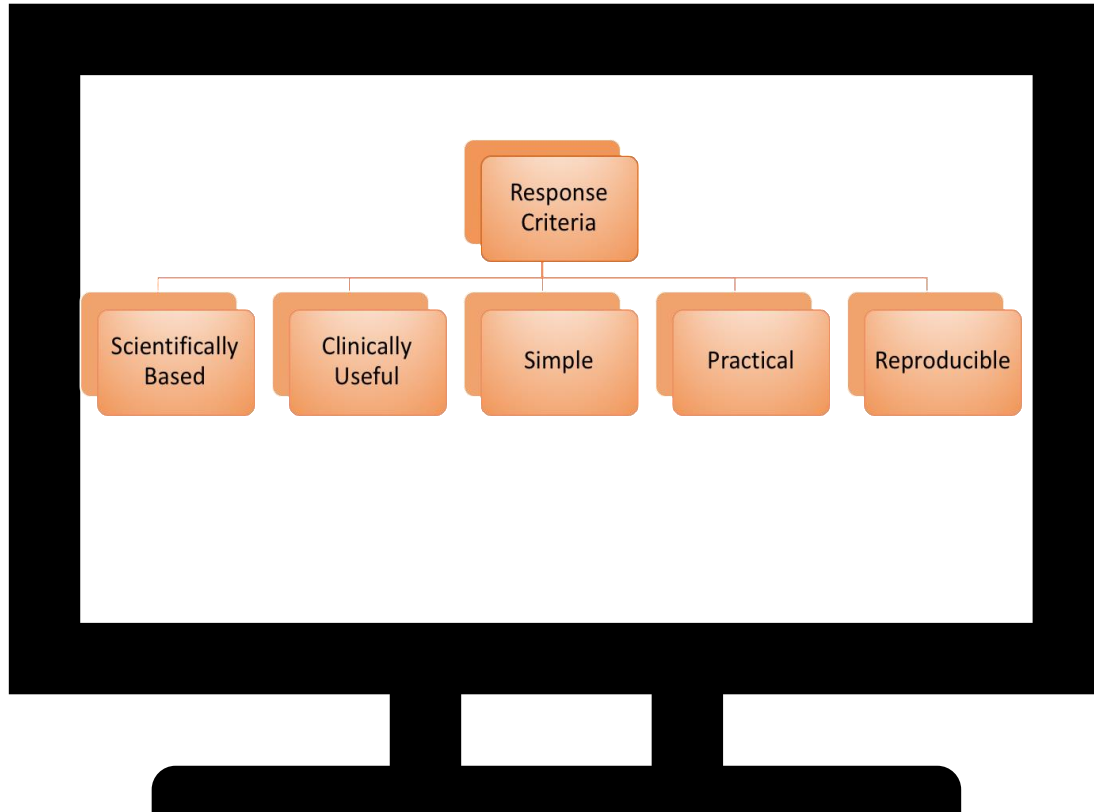 Response
Criteria
Scientifically
Based
Clinically
Useful
Simple
Practical
Reproducible